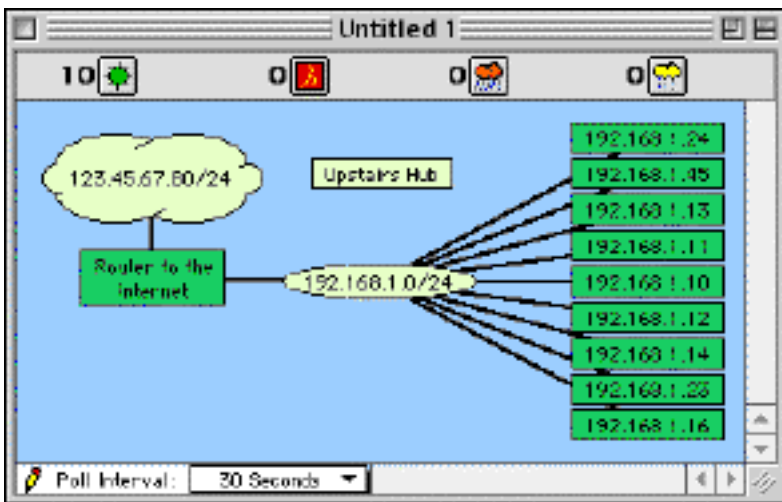 Untitled 1
10 0 0 0
123.45.67.80/24
Upstairs Hub
Router to the
internet
192.168.1.0/24
192.168.1.24
192.168.1.45
192.168.1.13
192.168.1.11
192.168.1.10
192.168.1.12
192.168.1.14
192.168.1.23
192.168.1.16
Poll Interval: 30 Seconds